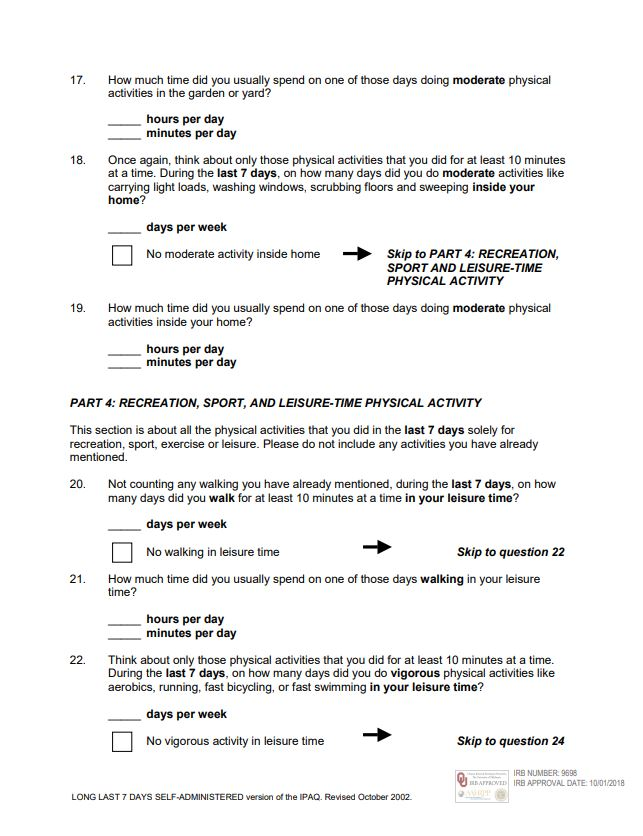 17. How much time did you usually spend on one of those days doing moderate physical
activities in the garden or yard?
_____ hours per day
_____ minutes per day
18. Once again, think about only those physical activities that you did for at least 10 minutes
at a time. During the last 7 days, on how many days did you do moderate activities like
carrying light loads, washing windows, scrubbing floors and sweeping inside your
home?
_____ days per week
No moderate activity inside home Skip to PART 4: RECREATION,
SPORT AND LEISURE-TIME
PHYSICAL ACTIVITY
19. How much time did you usually spend on one of those days doing moderate physical
activities inside your home?
_____ hours per day
_____ minutes per day
PART 4: RECREATION, SPORT, AND LEISURE-TIME PHYSICAL ACTIVITY
This section is about all the physical activities that you did in the last 7 days solely for
recreation, sport, exercise or leisure. Please do not include any activities you have already
mentioned.
20. Not counting any walking you have already mentioned, during the last 7 days, on how
many days did you walk for at least 10 minutes at a time in your leisure time?
_____ days per week
No walking in leisure time Skip to question 22
21. How much time did you usually spend on one of those days walking in your leisure
time?
_____ hours per day
_____ minutes per day
22. Think about only those physical activities that you did for at least 10 minutes at a time.
During the last 7 days, on how many days did you do vigorous physical activities like
aerobics, running, fast bicycling, or fast swimming in your leisure time?
_____ days per week
No vigorous activity in leisure time Skip to question 24
LONG LAST 7 DAYS SELF-ADMINISTERED version of the IPAQ. Revised October 2002.
IRB APPROVED
IRB NUMBER: 9698
IRB APPROVAL DATE: 10/01/2018